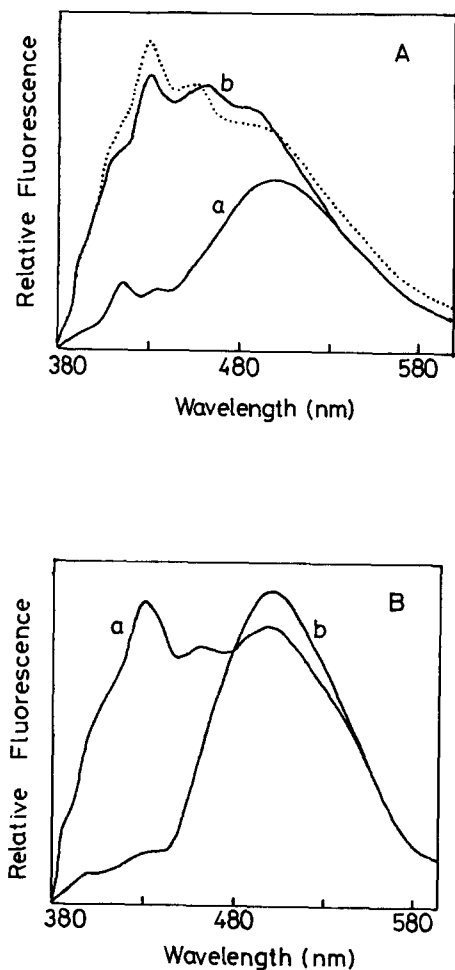 A
b
a
Relative Fluorescence
380
480
580
Wavelength (nm)
B
a
b
Relative Fluorescence
380
480
580
Wavelength (nm)